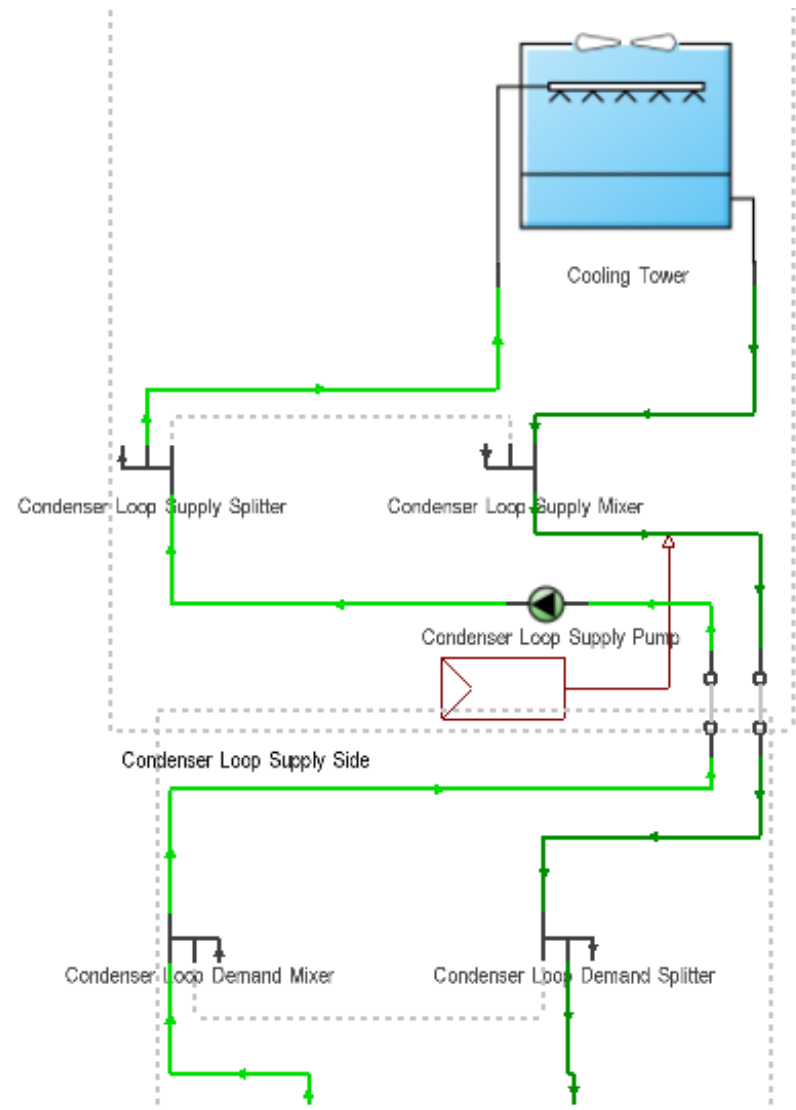 Cooling Tower
Condenser Loop Supply Splitter
Condenser Loop Supply Mixer
Condenser Loop Supply Pump
Condenser Loop Supply Side
Condenser Loop Demand Mixer
Condenser Loop Demand Splitter